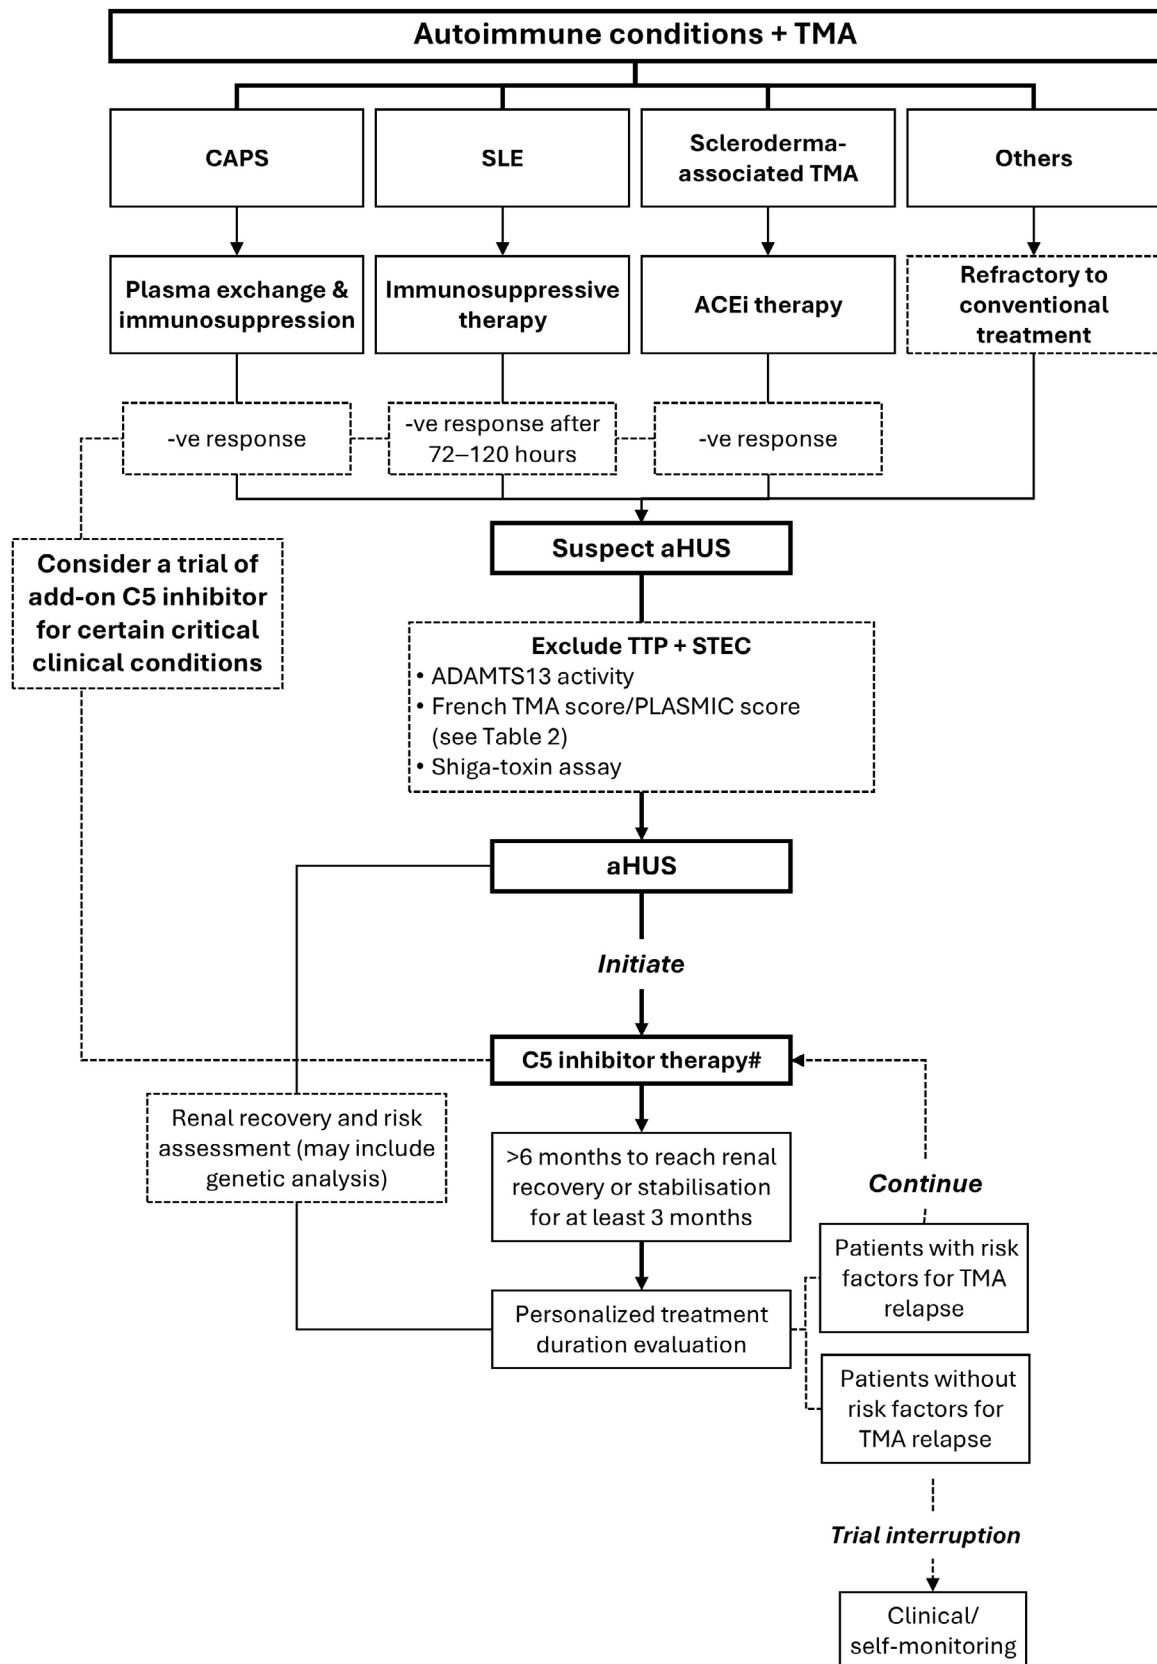 Autoimmune conditions + TMA
CAPS
SLE
Scleroderma-
associated TMA
Others
Plasma exchange &
immunosuppression
Immunosuppressive
therapy
ACEi therapy
Refractory to
conventional
treatment
-ve response
-ve response after
72–120 hours
-ve response
Suspect aHUS
Consider a trial of
add-on C5 inhibitor
for certain critical
clinical conditions
Exclude TTP + STEC
• ADAMTS13 activity
• French TMA score/PLASMIC score
(see Table 2)
• Shiga-toxin assay
aHUS
Initiate
C5 inhibitor therapy#
Renal recovery and risk
assessment (may include
genetic analysis)
>6 months to reach renal
recovery or stabilisation
for at least 3 months
Continue
Patients with risk
factors for TMA
relapse
Personalized treatment
duration evaluation
Patients without
risk factors for
TMA relapse
Trial interruption
Clinical/
self-monitoring